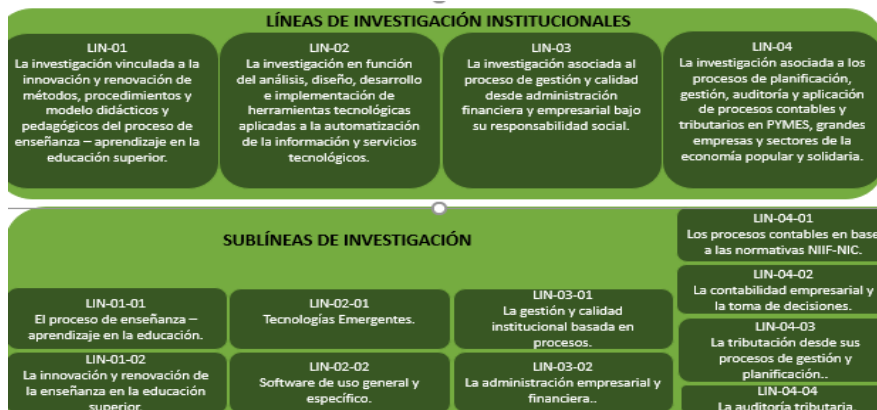 LÍNEAS DE INVESTIGACIÓN INSTITUCIONALES
LIN-01
La investigación vinculada a la
innovación y renovación de
métodos, procedimientos y
modelo didácticos y
pedagógicos del proceso de
enseñanza – aprendizaje en la
educación superior.
LIN-02
La investigación en función
del análisis, diseño, desarrollo
e implementación de
herramientas tecnológicas
aplicadas a la automatización
de la información y servicios
tecnológicos.
LIN-03
La investigación asociada al
proceso de gestión y calidad
desde administración
financiera y empresarial bajo
su responsabilidad social.
LIN-04
La investigación asociada a los
procesos de planificación,
gestión, auditoría y aplicación
de procesos contables y
tributarios en PYMES, grandes
empresas y sectores de la
economía popular y solidaria.
SUBLÍNEAS DE INVESTIGACIÓN
LIN-01-01
El proceso de enseñanza –
aprendizaje en la educación.
LIN-01-02
La innovación y renovación de
la enseñanza en la educación
superior
LIN-02-01
Tecnologías Emergentes.
LIN-02-02
Software de uso general y
específico.
LIN-03-01
La gestión y calidad
institucional basada en
procesos.
LIN-03-02
La administración empresarial y
financiera..
LIN-04-01
Los procesos contables en base
a las normativas NIIF-NIC.
LIN-04-02
La contabilidad empresarial y
la toma de decisiones.
LIN-04-03
La tributación desde sus
procesos de gestión y
planificación..
LIN-04-04
La auditoría tributaria.